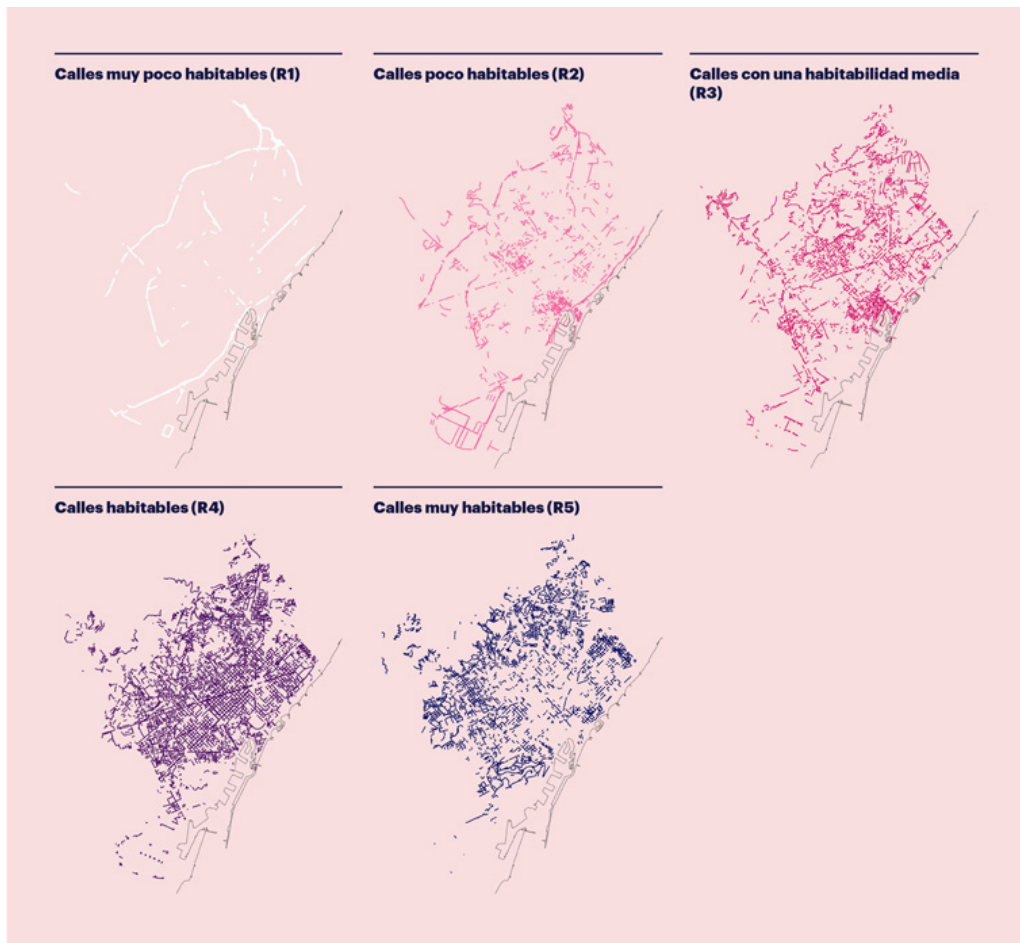 Calles muy poco habitables (R1)
Calles poco habitables (R2)
Calles con una habitabilidad media
(R3)
Calles habitables (R4)
Calles muy habitables (R5)